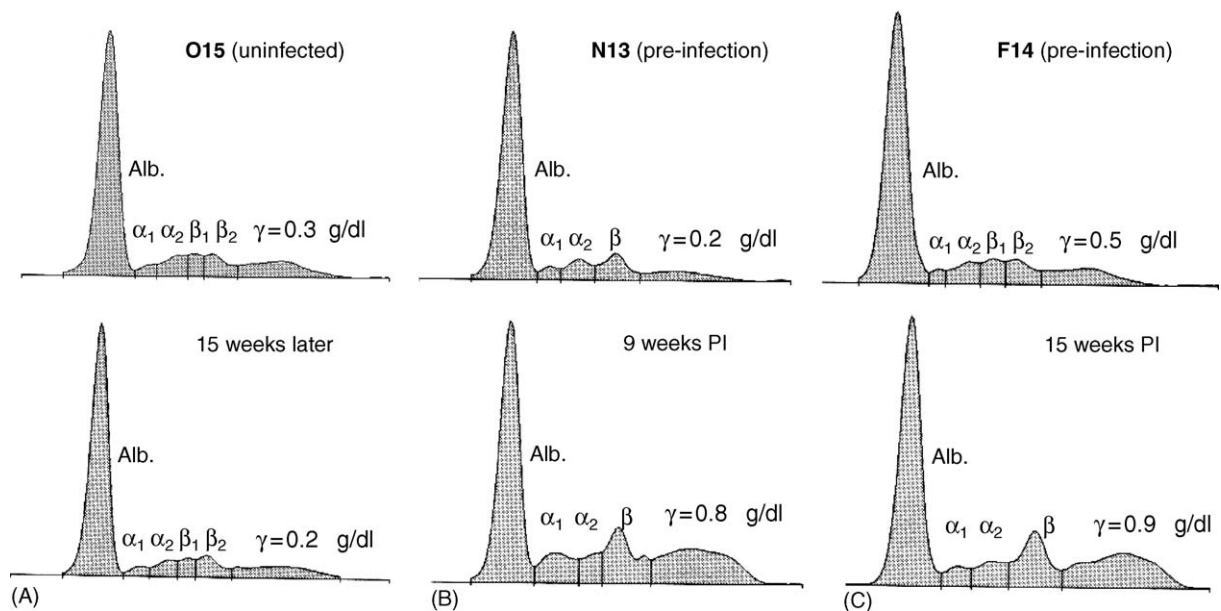 O15 (uninfected)
Alb.
α₁ α₂ β₁ β₂ γ=0.3 g/dl
N13 (pre-infection)
Alb.
α₁ α₂ β γ=0.2 g/dl
F14 (pre-infection)
Alb.
α₁ α₂ β₁ β₂ γ=0.5 g/dl
15 weeks later
Alb.
α₁ α₂ β₁ β₂ γ=0.2 g/dl
(A)
9 weeks PI
Alb.
α₁ α₂ β γ=0.8 g/dl
(B)
15 weeks PI
Alb.
α₁ α₂ β γ=0.9 g/dl
(C)